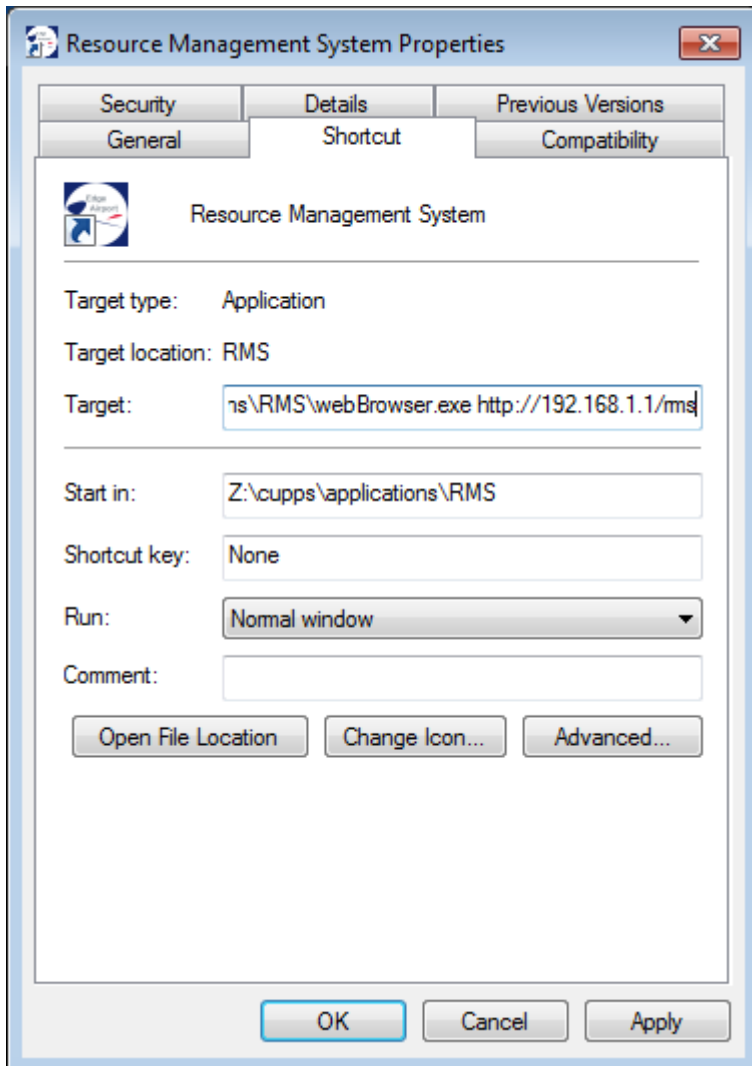 Resource Management System Properties
Security Details Previous Versions
General Shortcut Compatibility
Edge
Airport
Resource Management System
Target type: Application
Target location: RMS
Target: ns\RMS\webBrowser.exe http://192.168.1.1/rms
Start in: Z:\cupps\applications\RMS
Shortcut key: None
Run: Normal window
Comment:
Open File Location Change Icon... Advanced...
OK Cancel Apply